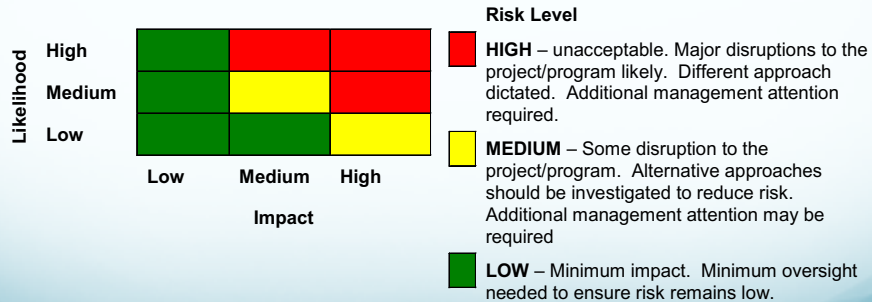 Likelihood
High
Medium
Low
Low Medium High
Impact
Risk Level
HIGH – unacceptable. Major disruptions to the
project/program likely. Different approach
dictated. Additional management attention
required.
MEDIUM – Some disruption to the
project/program. Alternative approaches
should be investigated to reduce risk.
Additional management attention may be
required
LOW – Minimum impact. Minimum oversight
needed to ensure risk remains low.